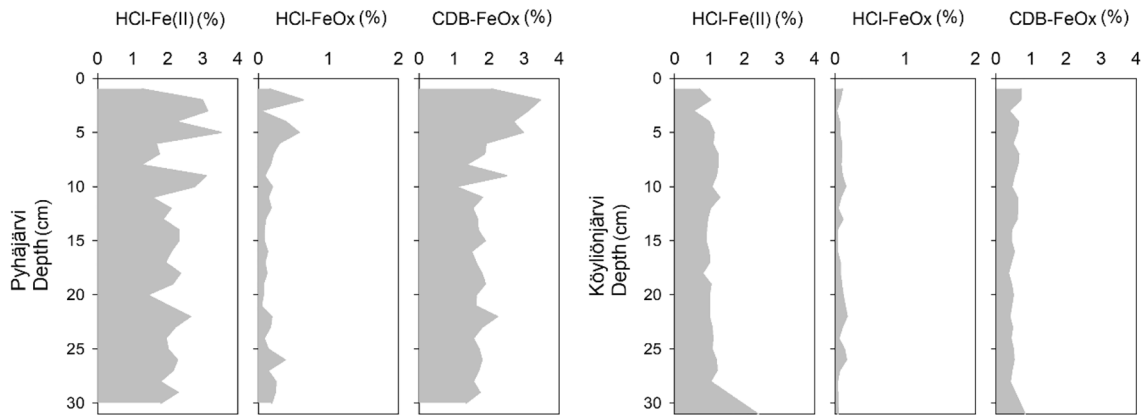 HCl-Fe(II) (%) HCl-FeOx (%) CDB-FeOx (%) HCl-Fe(II) (%) HCl-FeOx (%) CDB-FeOx (%)
0 1 2 3 4 0 1 2 0 1 2 3 4 0 1 2 3 4 0 1 2 0 1 2 3 4
0
5
10
15
20
25
30
Pyhäjärvi
Depth (cm)
0
5
10
15
20
25
30
Köyliönjärvi
Depth (cm)